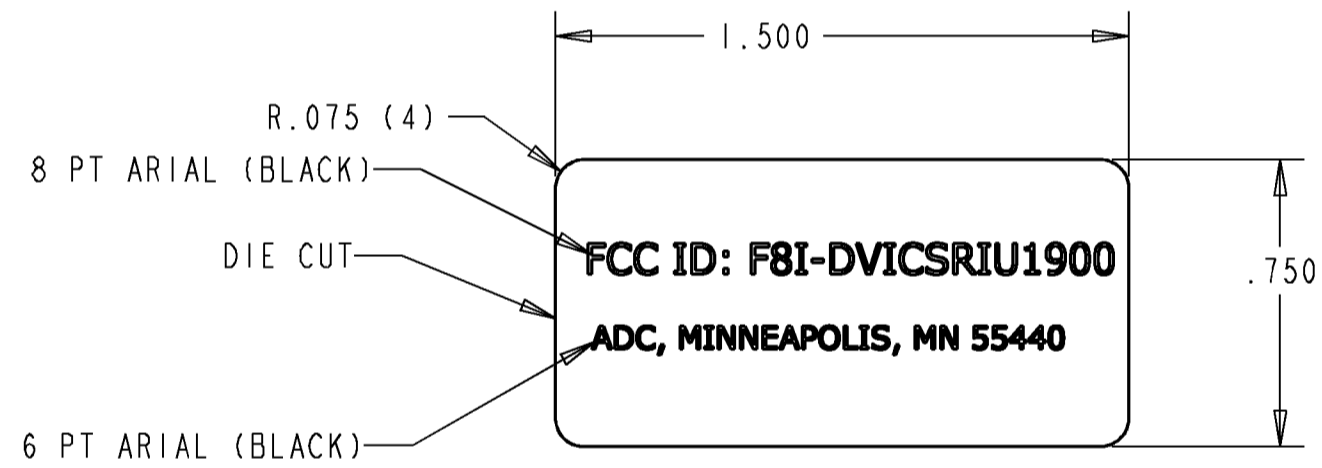 1.500
R.075 (4)
8 PT ARIAL (BLACK)
DIE CUT
FCC ID: F8I-DVICSRIU1900
.750
ADC, MINNEAPOLIS, MN 55440
6 PT ARIAL (BLACK)